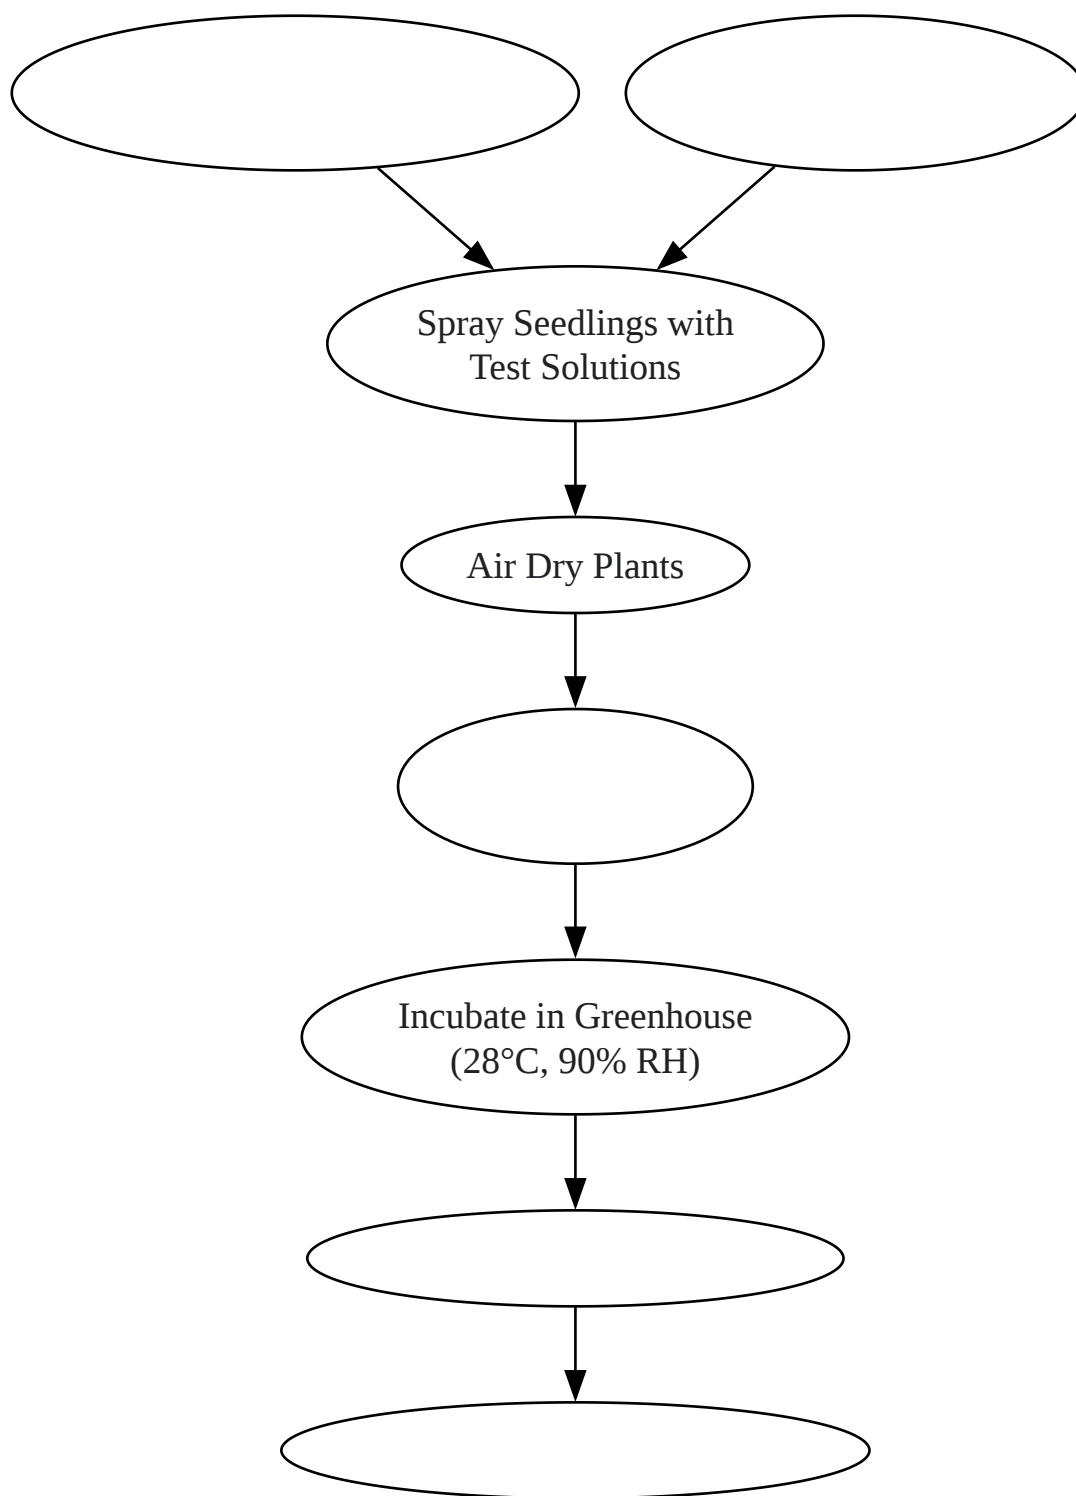 Spray Seedlings with
Test Solutions
Air Dry Plants
Incubate in Greenhouse
(28°C, 90% RH)